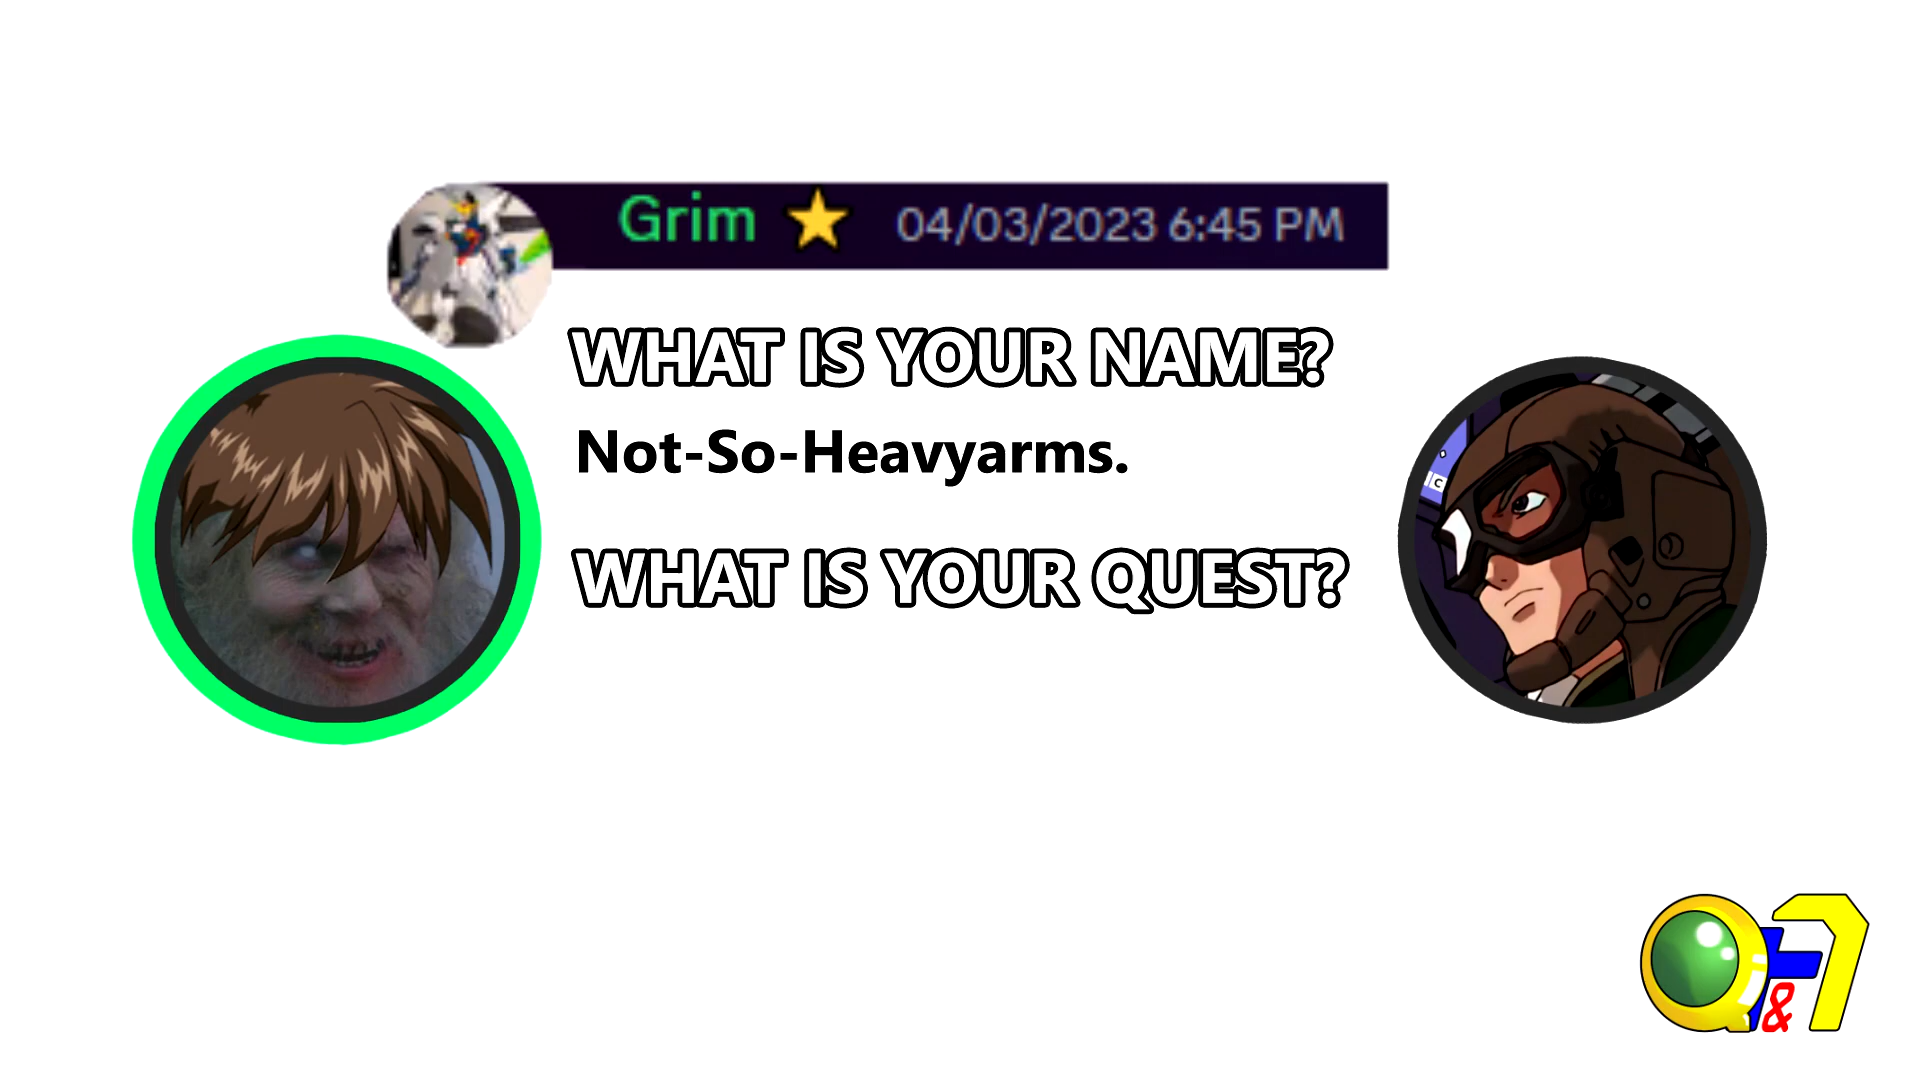 Grim ⭐ 04/03/2023 6:45 PM
WHAT IS YOUR NAME?
Not-So-Heavyarms.
WHAT IS YOUR QUEST?
C
Q&A